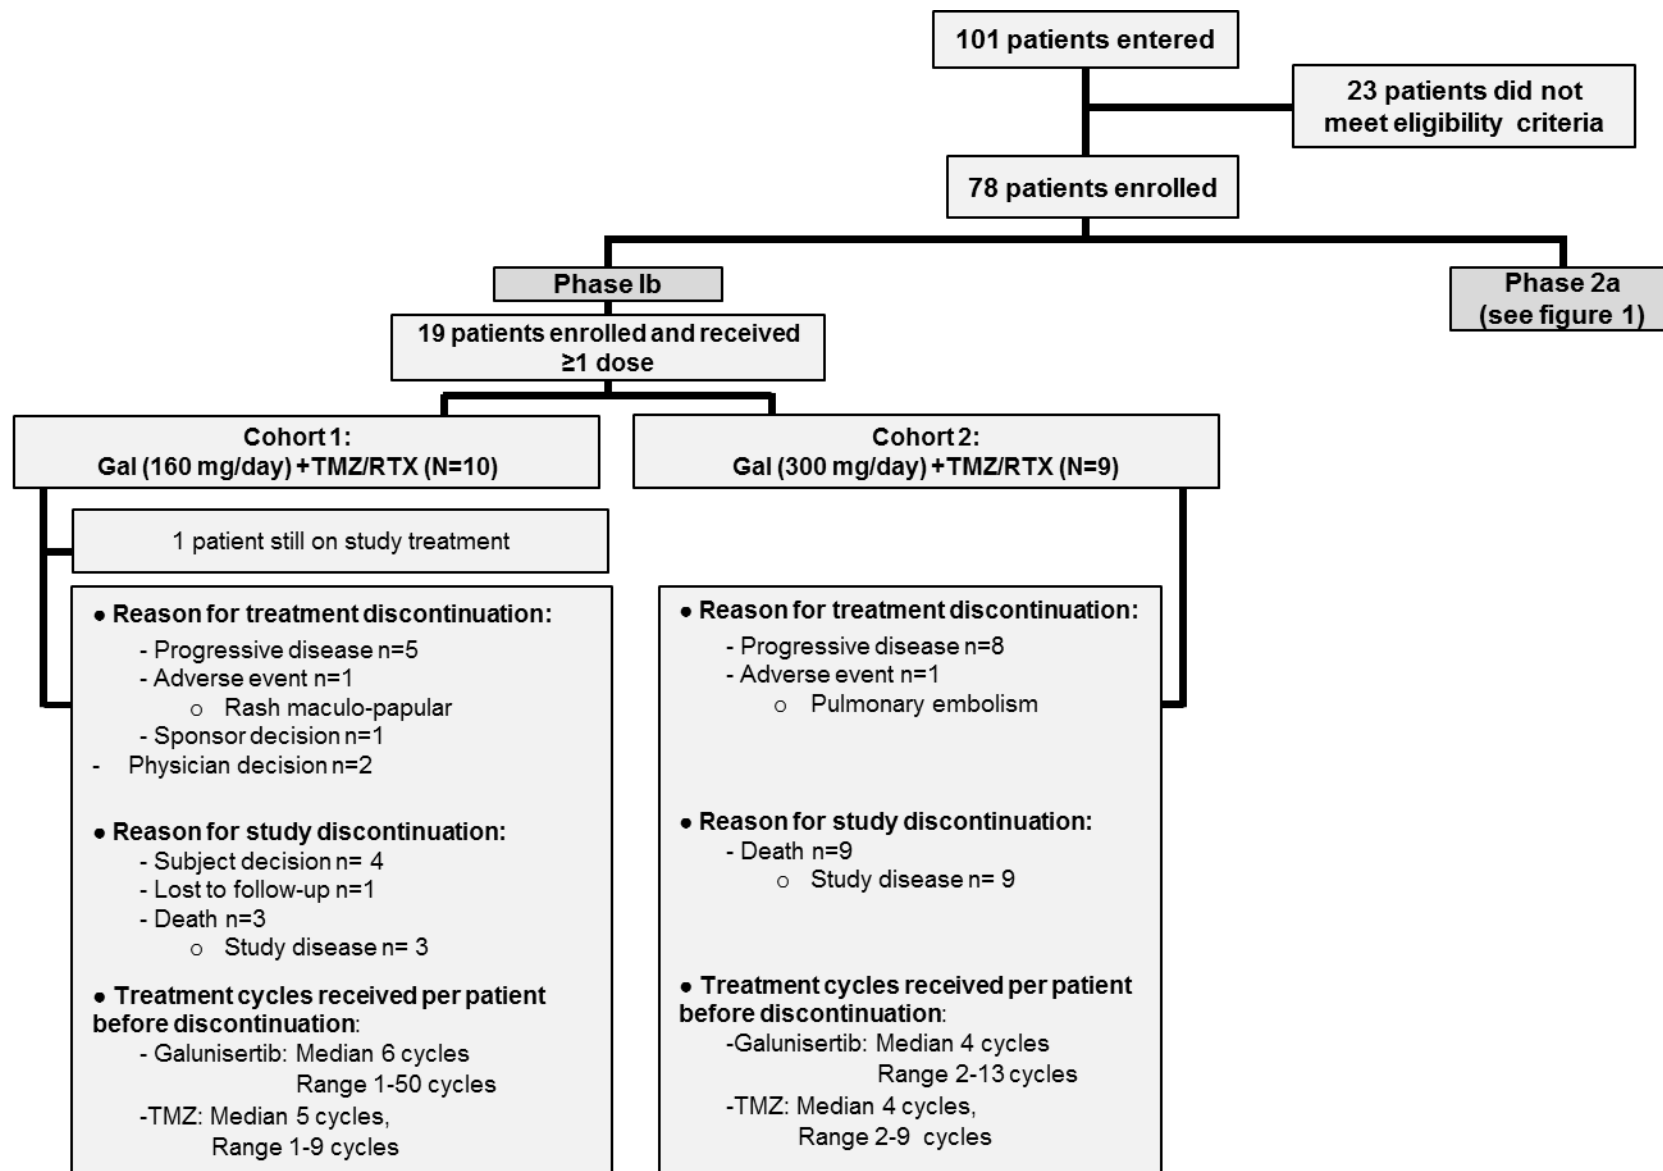 101 patients entered
23 patients did not
meet eligibility criteria
78 patients enrolled
Phase Ib
Phase 2a
(see figure 1)
19 patients enrolled and received
≥1 dose
Cohort 1:
Gal (160 mg/day) +TMZ/RTX (N=10)
Cohort 2:
Gal (300 mg/day) +TMZ/RTX (N=9)
1 patient still on study treatment
● Reason for treatment discontinuation:
- Progressive disease n=5
- Adverse event n=1
o Rash maculo-papular
- Sponsor decision n=1
- Physician decision n=2
● Reason for study discontinuation:
- Subject decision n= 4
- Lost to follow-up n=1
- Death n=3
o Study disease n= 3
● Treatment cycles received per patient
before discontinuation:
- Galunisertib: Median 6 cycles
Range 1-50 cycles
-TMZ: Median 5 cycles,
Range 1-9 cycles
● Reason for treatment discontinuation:
- Progressive disease n=8
- Adverse event n=1
o Pulmonary embolism
● Reason for study discontinuation:
- Death n=9
o Study disease n= 9
● Treatment cycles received per patient
before discontinuation:
-Galunisertib: Median 4 cycles
Range 2-13 cycles
-TMZ: Median 4 cycles,
Range 2-9 cycles